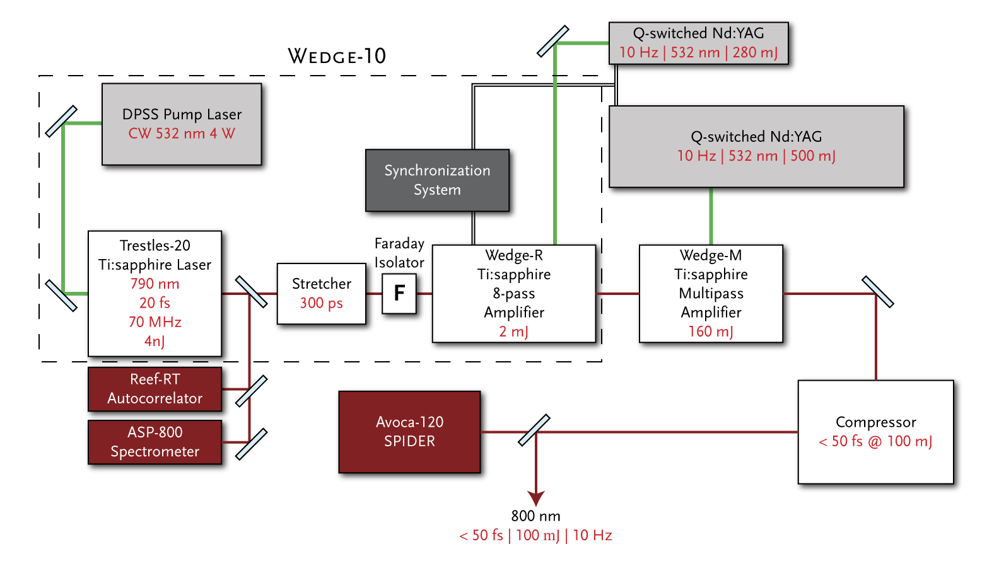 WEDGE-10
Q-switched Nd:YAG
10 Hz | 532 nm | 280 mJ
DPSS Pump Laser
CW 532 nm 4 W
Q-switched Nd:YAG
10 Hz | 532 nm | 500 mJ
Synchronization
System
Trestles-20
Ti:sapphire Laser
790 nm
20 fs
70 MHz
4nJ
Stretcher
300 ps
Faraday
Isolator
F
Wedge-R
Ti:sapphire
8-pass
Amplifier
2 mJ
Wedge-M
Ti:sapphire
Multipass
Amplifier
160 mJ
Reef-RT
Autocorrelator
ASP-800
Spectrometer
Avoca-120
SPIDER
Compressor
< 50 fs @ 100 mJ
800 nm
< 50 fs | 100 mJ | 10 Hz